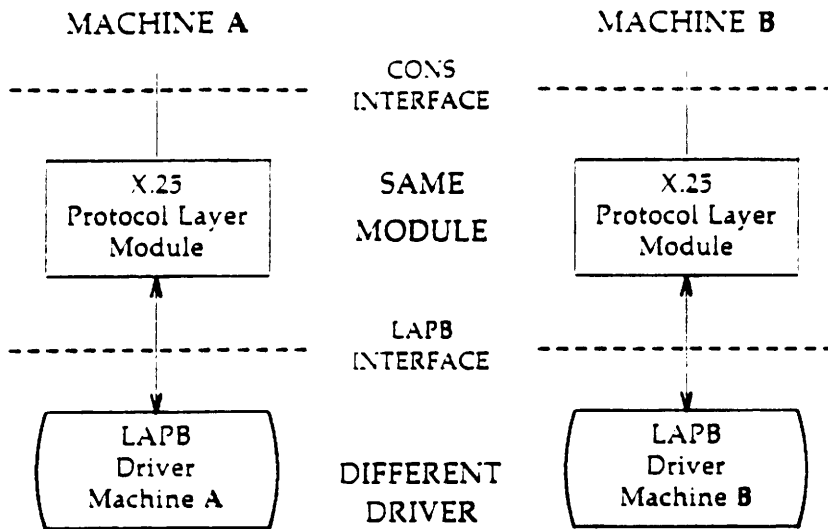 MACHINE A
MACHINE B
CONS
INTERFACE
X.25
Protocol Layer
Module
SAME
MODULE
X.25
Protocol Layer
Module
LAPB
INTERFACE
LAPB
Driver
Machine A
DIFFERENT
DRIVER
LAPB
Driver
Machine B